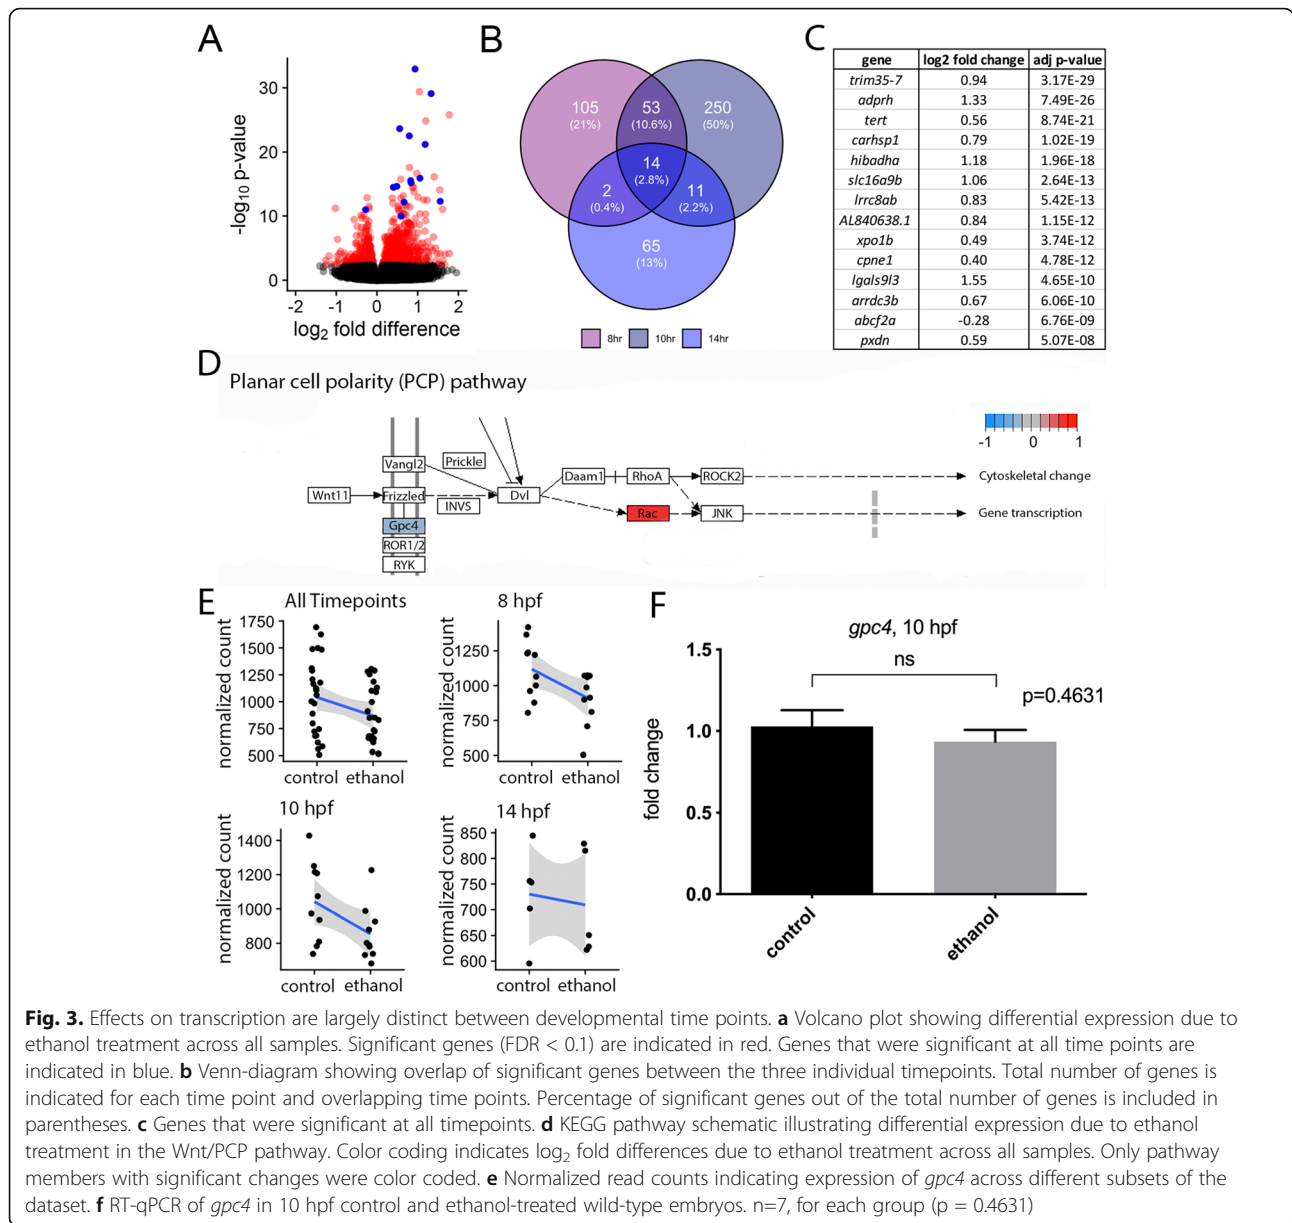 A
-log10 p-value
30
20
10
0
-2 -1 0 1 2
log2 fold difference
B
105
(21%)
53
(10.6%)
250
(50%)
14
(2.8%)
2
(0.4%)
11
(2.2%)
65
(13%)
8hr 10hr 14hr
C
gene log2 fold change adj p-value
trim35-7 0.94 3.17E-29
adprh 1.33 7.49E-26
tert 0.56 8.74E-21
carhsp1 0.79 1.02E-19
hibadha 1.18 1.96E-18
slc16a9b 1.06 2.64E-13
lrrc8ab 0.83 5.42E-13
AL840638.1 0.84 1.15E-12
xpo1b 0.49 3.74E-12
cpne1 0.40 4.78E-12
lgals9l3 1.55 4.65E-10
arrdc3b 0.67 6.06E-10
abcf2a -0.28 6.76E-09
pxdn 0.59 5.07E-08
D
Planar cell polarity (PCP) pathway
-1 0 1
Vangl2 Prickle Daam1 RhoA ROCK2 Cytoskeletal change
Wnt11 Frizzled INVS Dvl
Gpc4 Rac JNK Gene transcription
ROR1/2
RYK
E
All Timepoints
normalized count
1750
1500
1250
1000
750
500
control ethanol
8 hpf
normalized count
1250
1000
750
500
control ethanol
10 hpf
normalized count
1400
1200
1000
800
control ethanol
14 hpf
normalized count
850
800
750
700
650
600
control ethanol
F
gpc4, 10 hpf
ns
p=0.4631
fold change
1.5
1.0
0.5
0.0
control
ethanol
Fig. 3. Effects on transcription are largely distinct between developmental time points. a Volcano plot showing differential expression due to
ethanol treatment across all samples. Significant genes (FDR < 0.1) are indicated in red. Genes that were significant at all time points are
indicated in blue. b Venn-diagram showing overlap of significant genes between the three individual timepoints. Total number of genes is
indicated for each time point and overlapping time points. Percentage of significant genes out of the total number of genes is included in
parentheses. c Genes that were significant at all timepoints. d KEGG pathway schematic illustrating differential expression due to ethanol
treatment in the Wnt/PCP pathway. Color coding indicates log2 fold differences due to ethanol treatment across all samples. Only pathway
members with significant changes were color coded. e Normalized read counts indicating expression of gpc4 across different subsets of the
dataset. f RT-qPCR of gpc4 in 10 hpf control and ethanol-treated wild-type embryos. n=7, for each group (p = 0.4631)